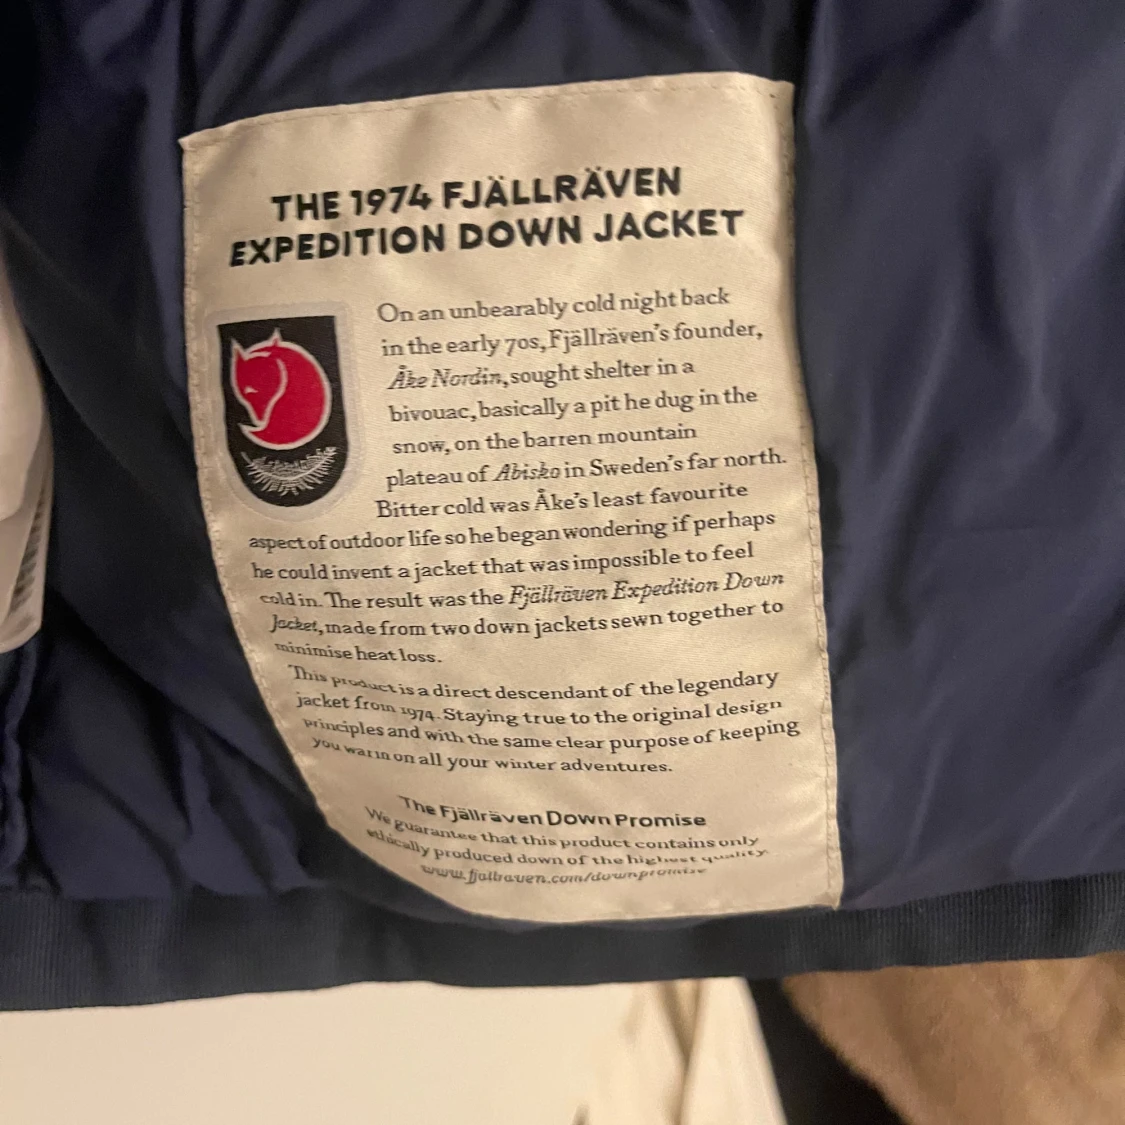 THE 1974 FJÄLLRÄVEN
EXPEDITION DOWN JACKET
On an unbearably cold night back
in the early 70s, Fjällräven's founder,
Åke Nordin, sought shelter in a
bivouac, basically a pit he dug in the
snow, on the barren mountain
plateau of Abisko in Sweden's far north.
Bitter cold was Åke's least favourite
aspect of outdoor life so he began wondering if perhaps
he could invent a jacket that was impossible to feel
cold in. The result was the Fjällräven Expedition Down
Jacket, made from two down jackets sewn together to
minimise heat loss.
This product is a direct descendant of the legendary
jacket from 1974. Staying true to the original design
principles and with the same clear purpose of keeping
you warm on all your winter adventures.
The Fjällräven Down Promise
We guarantee that this product contains only
ethically produced down of the highest quality.
www.fjallraven.com/downpromise